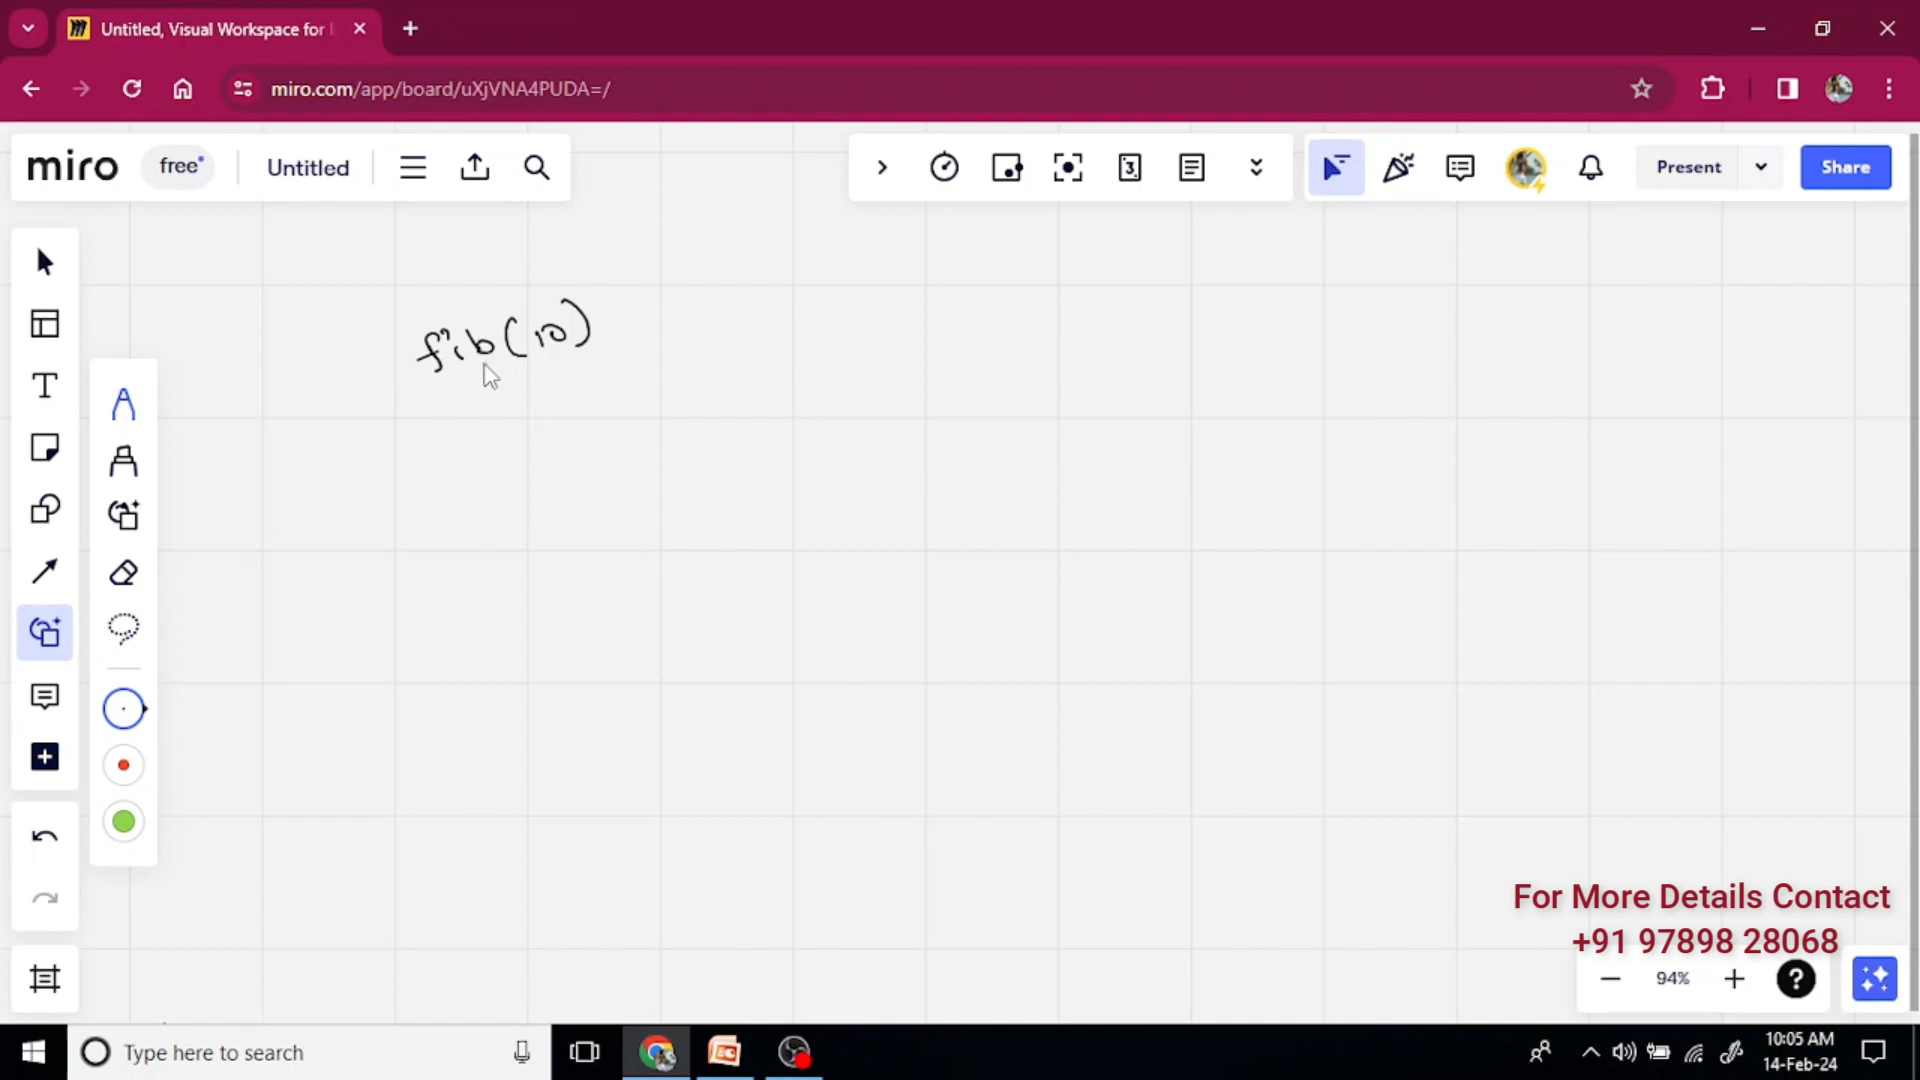 Untitled, Visual Workspace for
miro.com/app/board/uXjVNA4PUDA=/
miro free Untitled
3
Present Share
fib(10)
For More Details Contact
+91 97898 28068
94%
Type here to search
10:05 AM
14-Feb-24